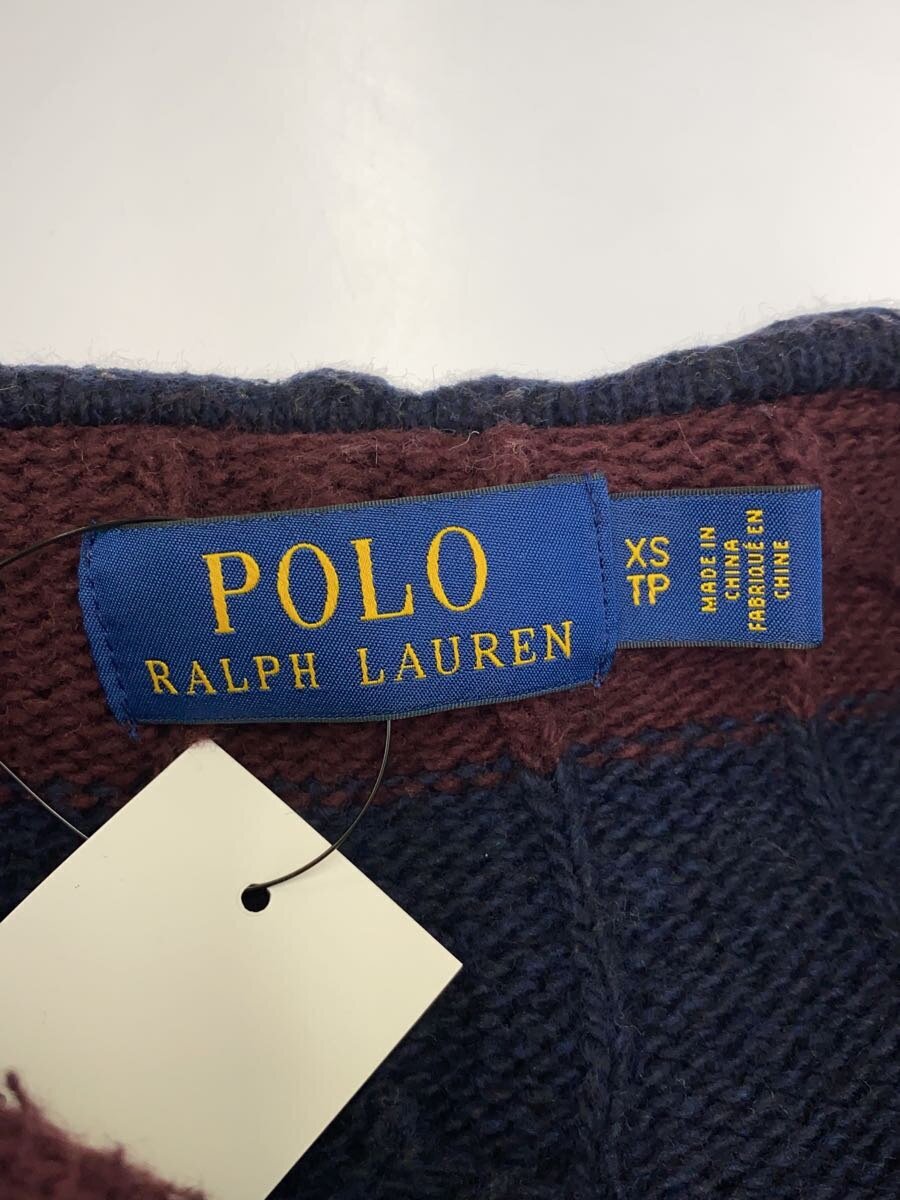 POLO
RALPH LAUREN
XS
TP
MADE IN
CHINA
FABRIQUÉ EN
CHINE